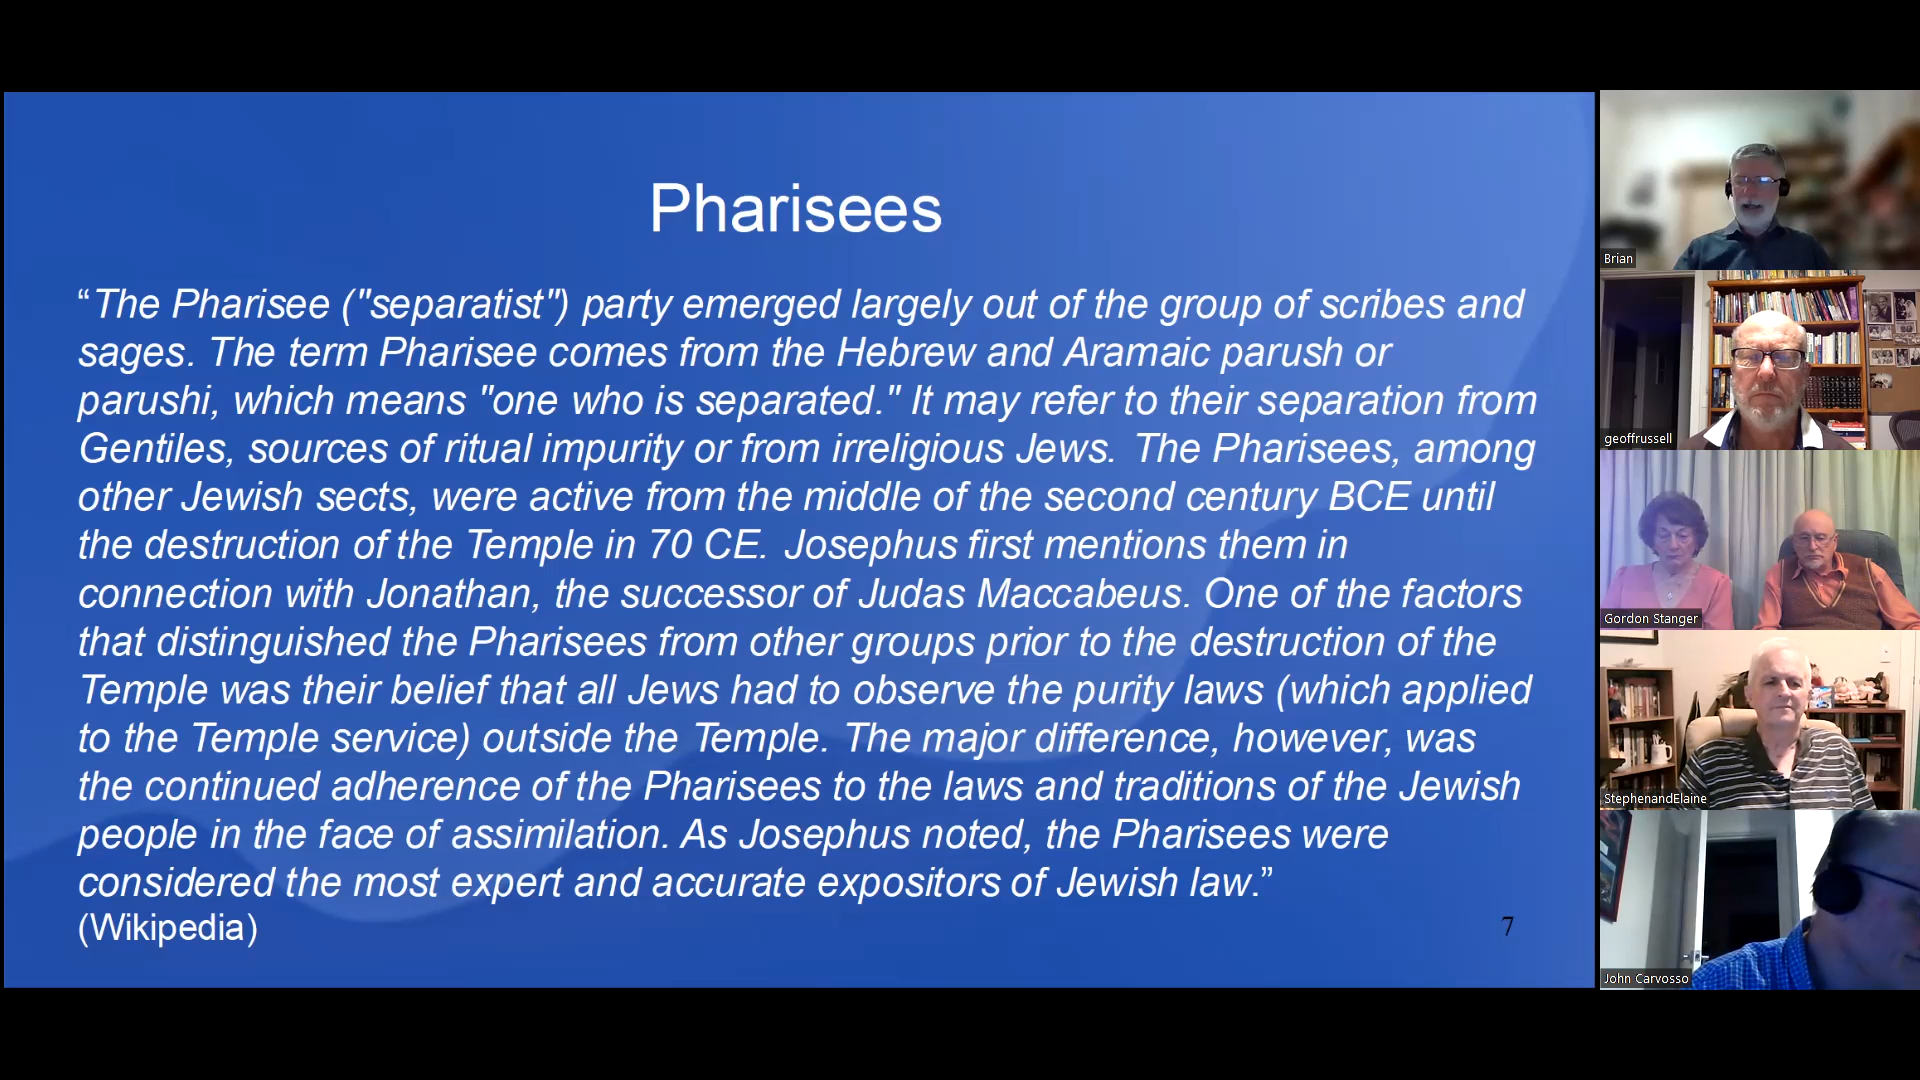 Pharisees
“The Pharisee ("separatist") party emerged largely out of the group of scribes and
sages. The term Pharisee comes from the Hebrew and Aramaic parush or
parushi, which means "one who is separated." It may refer to their separation from
Gentiles, sources of ritual impurity or from irreligious Jews. The Pharisees, among
other Jewish sects, were active from the middle of the second century BCE until
the destruction of the Temple in 70 CE. Josephus first mentions them in
connection with Jonathan, the successor of Judas Maccabeus. One of the factors
that distinguished the Pharisees from other groups prior to the destruction of the
Temple was their belief that all Jews had to observe the purity laws (which applied
to the Temple service) outside the Temple. The major difference, however, was
the continued adherence of the Pharisees to the laws and traditions of the Jewish
people in the face of assimilation. As Josephus noted, the Pharisees were
considered the most expert and accurate expositors of Jewish law.”
(Wikipedia)
7
Brian
geoffrussell
Gordon Stanger
StephenandElaine
John Carvosso